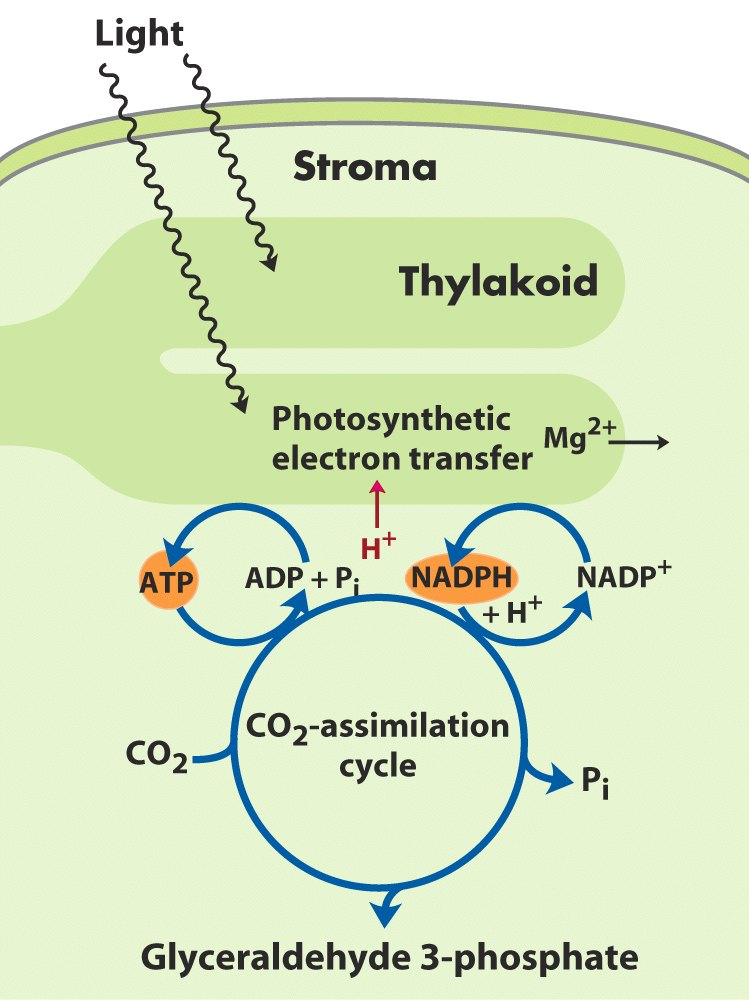 Light
Stroma
Thylakoid
Photosynthetic
electron transfer
Mg²⁺
H⁺
ATP
ADP + Pᵢ
NADPH
+ H⁺
NADP⁺
CO₂-assimilation
cycle
CO₂
Pᵢ
Glyceraldehyde 3-phosphate